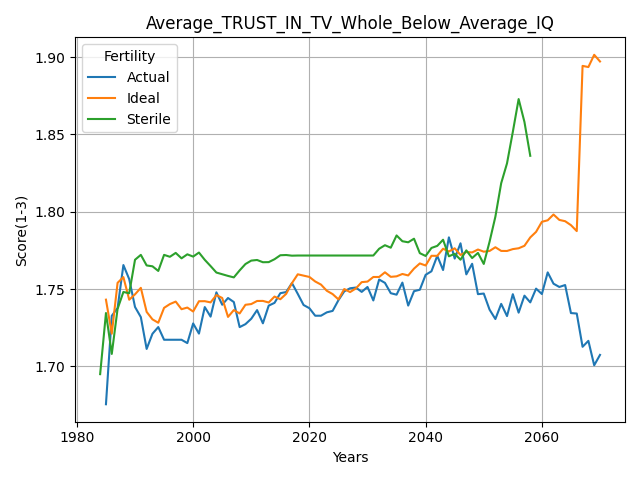 Average_TRUST_IN_TV_Whole_Below_Average_IQ
Fertility
Actual
Ideal
Sterile
Score(1-3)
1.90
1.85
1.80
1.75
1.70
1980
2000
2020
2040
2060
Years